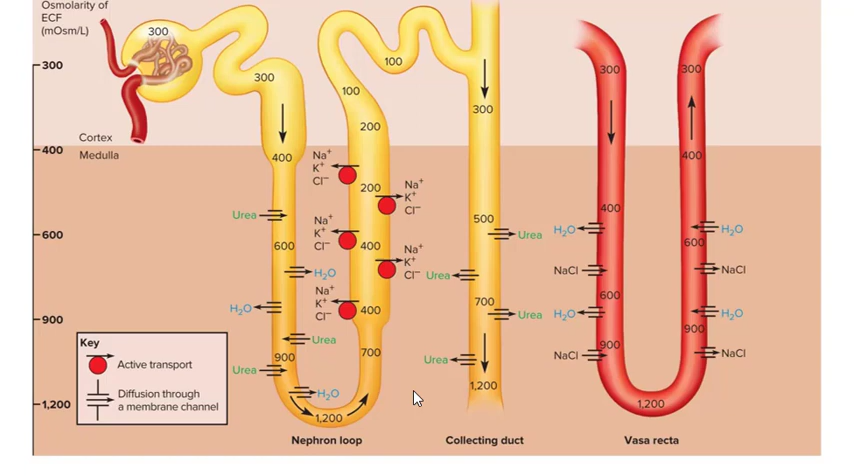 Osmolarity of
ECF
(mOsm/L)
300
400
600
900
1,200
Cortex
Medulla
300
300
400
600
900
1,200
700
400
400
200
200
100
100
Urea
H₂O
H₂O
Urea
Urea
H₂O
Na⁺
K⁺
Cl⁻
Na⁺
K⁺
Cl⁻
Na⁺
K⁺
Cl⁻
Na⁺
K⁺
Cl⁻
Na⁺
K⁺
Cl⁻
Nephron loop
300
500
700
1,200
Urea
Urea
Urea
Urea
Collecting duct
300
400
600
900
1,200
900
600
400
300
H₂O
NaCl
H₂O
NaCl
H₂O
NaCl
H₂O
NaCl
Vasa recta
Key
Active transport
Diffusion through
a membrane channel